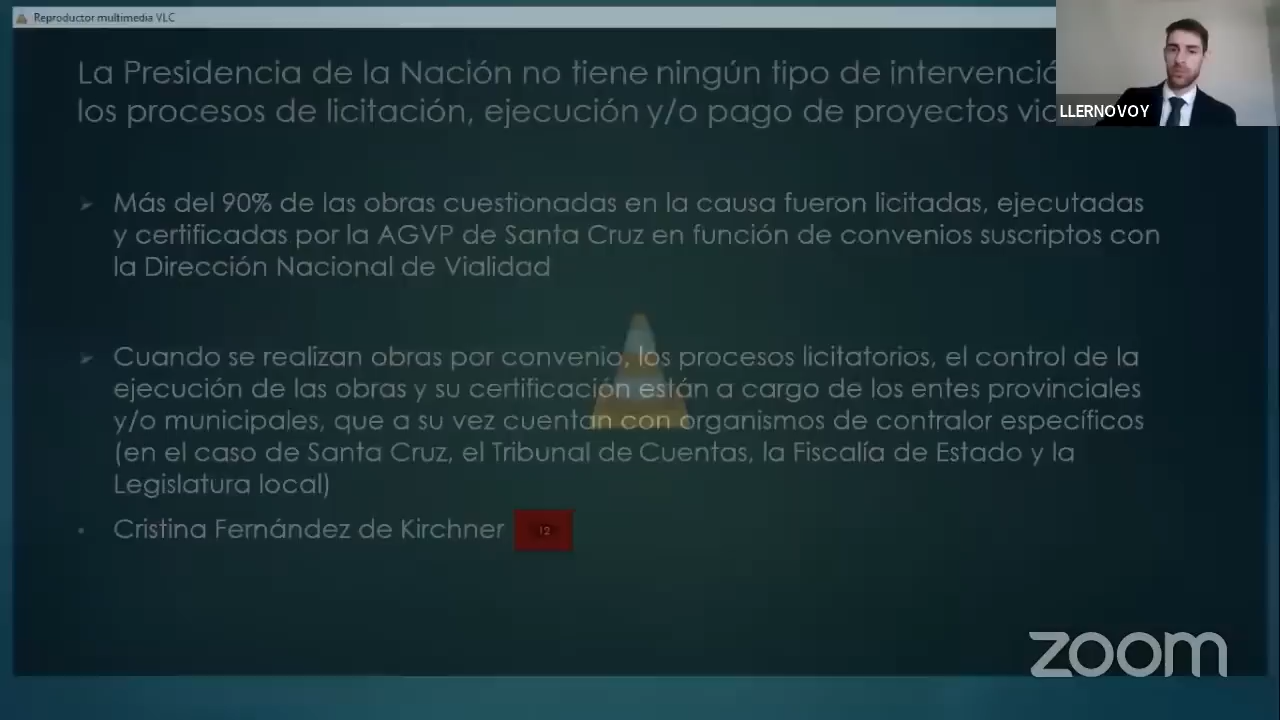 Reproductor multimedia VLC
La Presidencia de la Nación no tiene ningún tipo de
los procesos de licitación, ejecución y/o pago de proyectos
LLERNOVOY
Más del 90% de las obras cuestionadas en la causa fueron licitadas, ejecutadas
y certificadas por la AGVP de Santa Cruz en función de convenios suscriptos con
la Dirección Nacional de Vialidad
Cuando se realizan obras por convenio, los procesos licitatorios, el control de la
ejecución de las obras y su certificación están a cargo de los entes provinciales
y/o municipales, que a su vez cuentan con organismos de contralor específicos
(en el caso de Santa Cruz, el Tribunal de Cuentas, la Fiscalía de Estado y la
Legislatura local)
Cristina Fernández de Kirchner 12
zoom